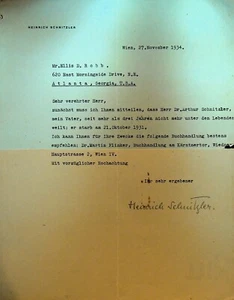 HEINRICH SCHNITZLER
Wien, 27.November 1934.
Mr.Ellis D. Robb,
620 East Morningside Drive, N.E.
Atlanta, Georgia, U.S.A.
Sehr verehrter Herr,
zunächst muss ich Ihnen mitteilen, dass Herr Dr.Arthur Schnitzler,
mein Vater, seit mehr als drei Jahren nicht mehr unter den Lebenden
weilt; er starb am 21.Oktober 1931.
Ich kann Ihnen für Ihre Zwecke die folgende Buchhandlung bestens
empfehlen: Dr.Martin Flinker, Buchhandlung am Kärntnertor, Wiedner
Hauptstrasse 2, Wien IV.
Mit vorzüglicher Hochachtung
Ihr sehr ergebener
Heinrich Schnitzler.